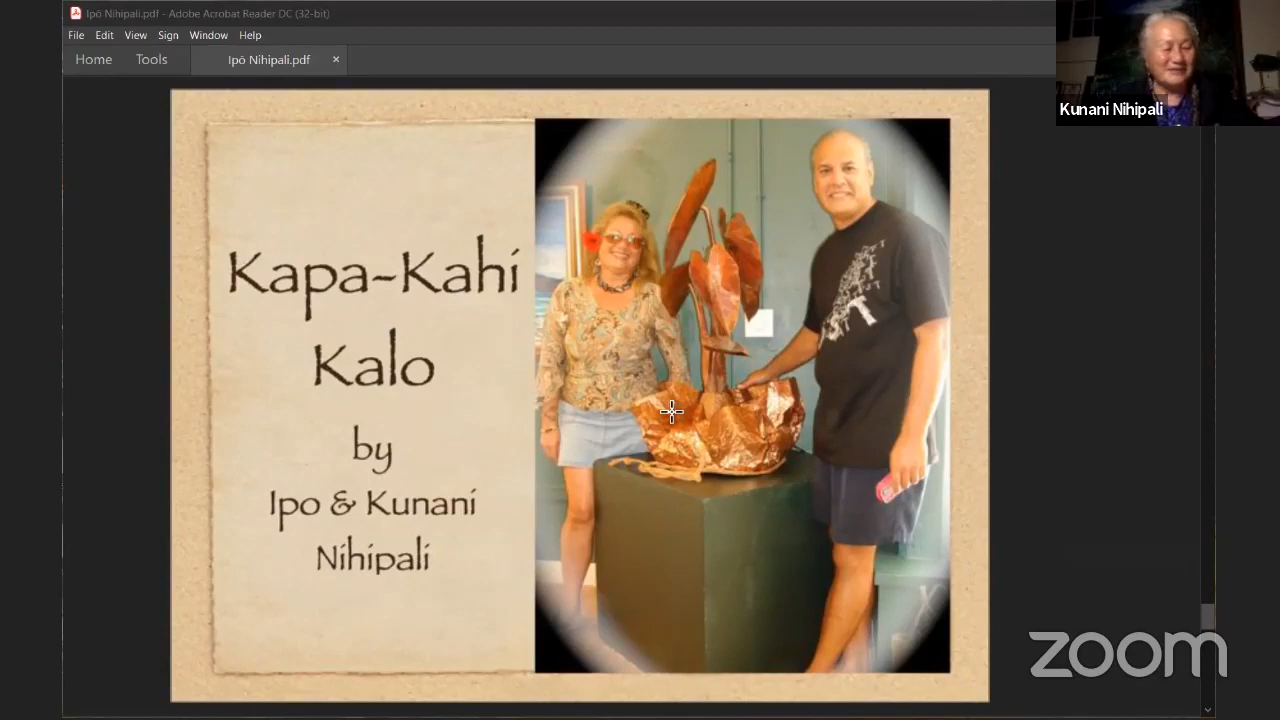 Ipō Nihipali.pdf - Adobe Acrobat Reader DC (32-bit)
File Edit View Sign Window Help
Home Tools Ipō Nihipali.pdf ×
Kunani Nihipali
Kapa-Kahi
Kalo
by
Ipo & Kunani
Nihipali
zoom